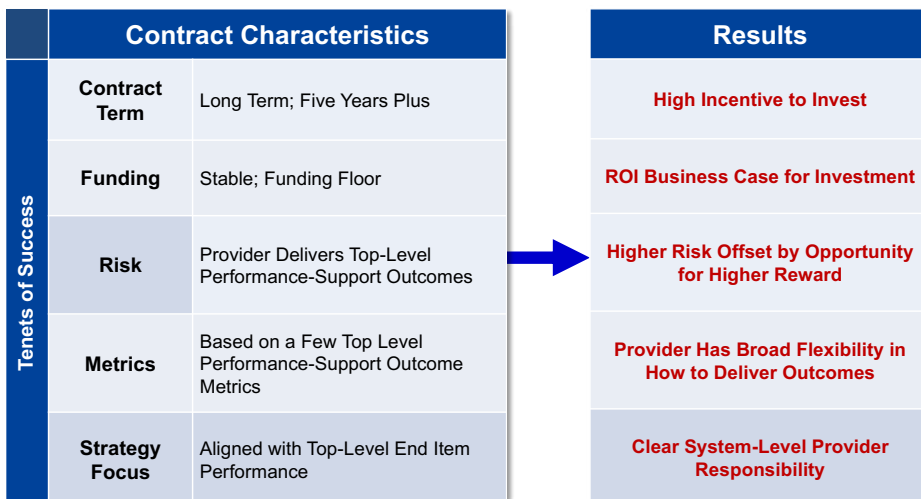 Contract Characteristics
Results
Tenets of Success
Contract
Term
Long Term; Five Years Plus
High Incentive to Invest
Funding
Stable; Funding Floor
ROI Business Case for Investment
Risk
Provider Delivers Top-Level
Performance-Support Outcomes
Higher Risk Offset by Opportunity
for Higher Reward
Metrics
Based on a Few Top Level
Performance-Support Outcome
Metrics
Provider Has Broad Flexibility in
How to Deliver Outcomes
Strategy
Focus
Aligned with Top-Level End Item
Performance
Clear System-Level Provider
Responsibility